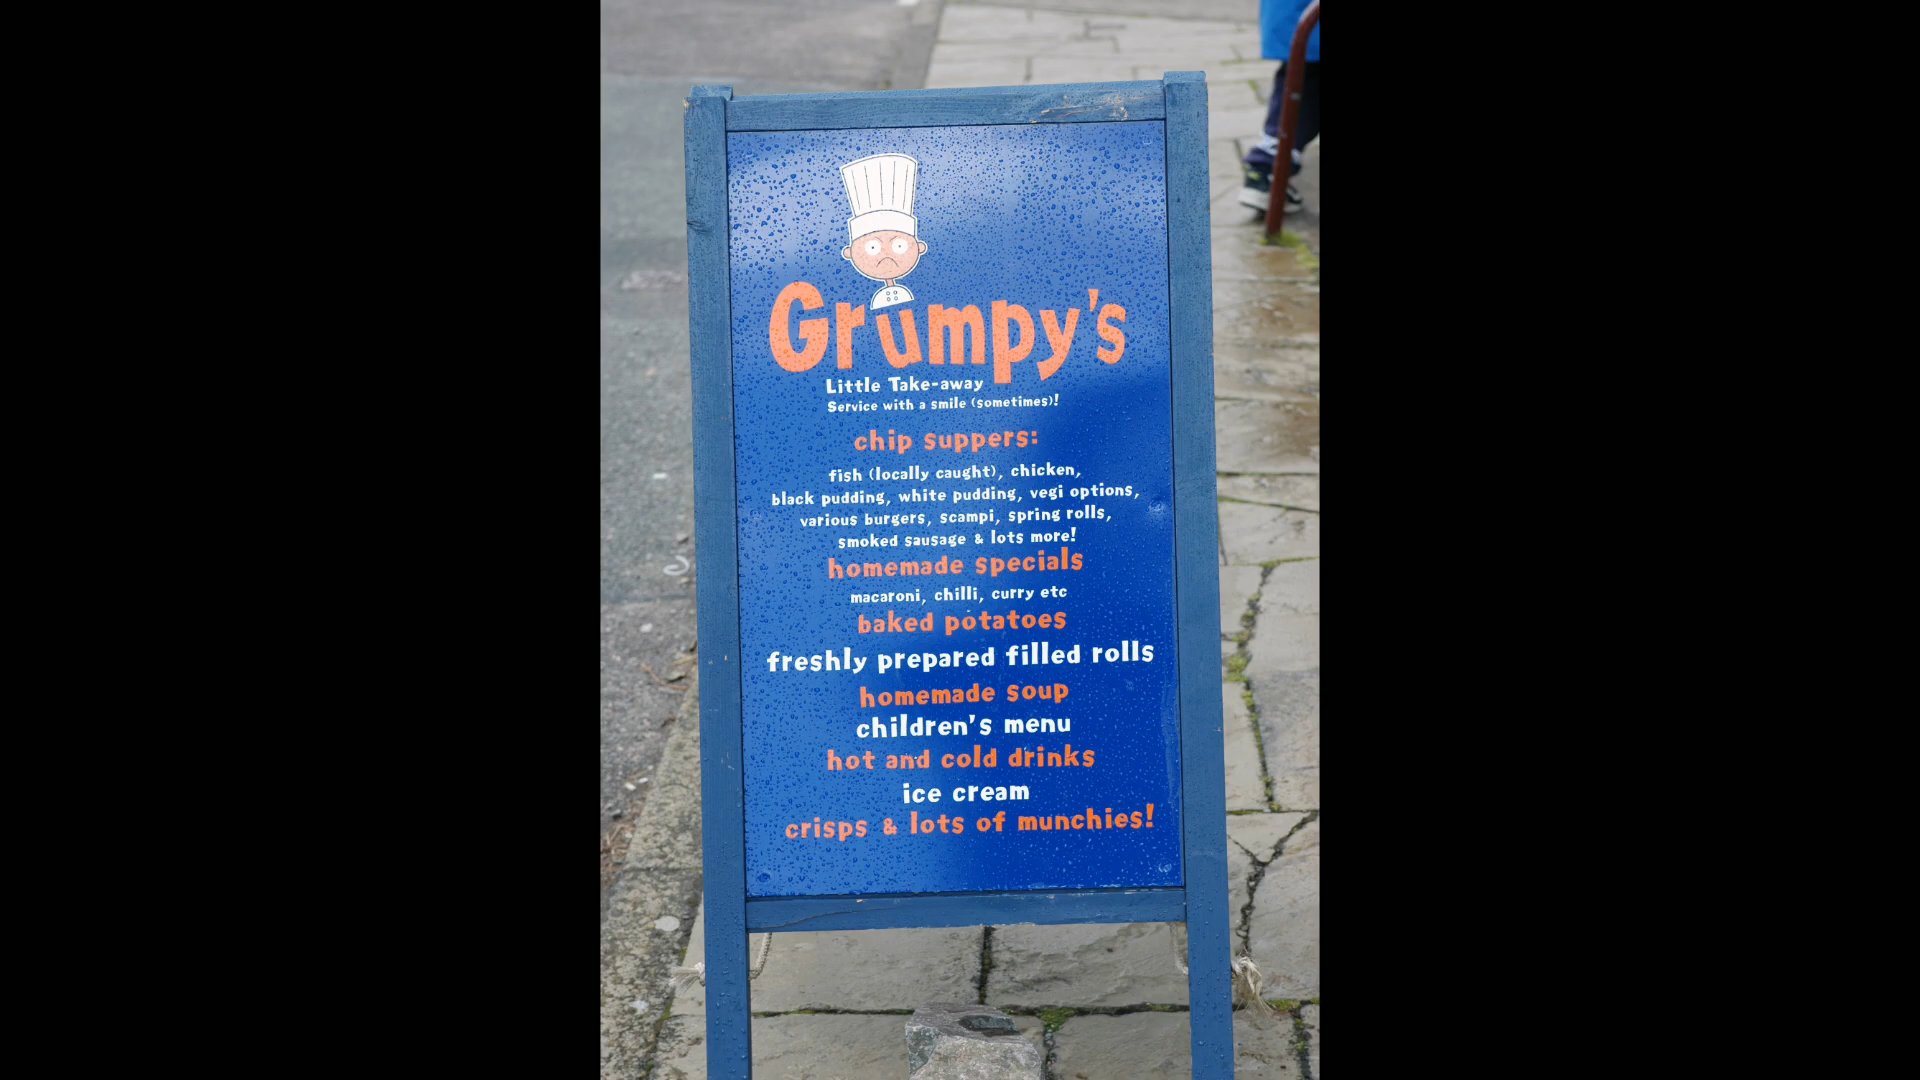 Grumpy's
Little Take-away
Service with a smile (sometimes)!
chip suppers:
fish (locally caught), chicken,
black pudding, white pudding, vegi options,
various burgers, scampi, spring rolls,
smoked sausage & lots more!
homemade specials
macaroni, chilli, curry etc
baked potatoes
freshly prepared filled rolls
homemade soup
children's menu
hot and cold drinks
ice cream
crisps & lots of munchies!